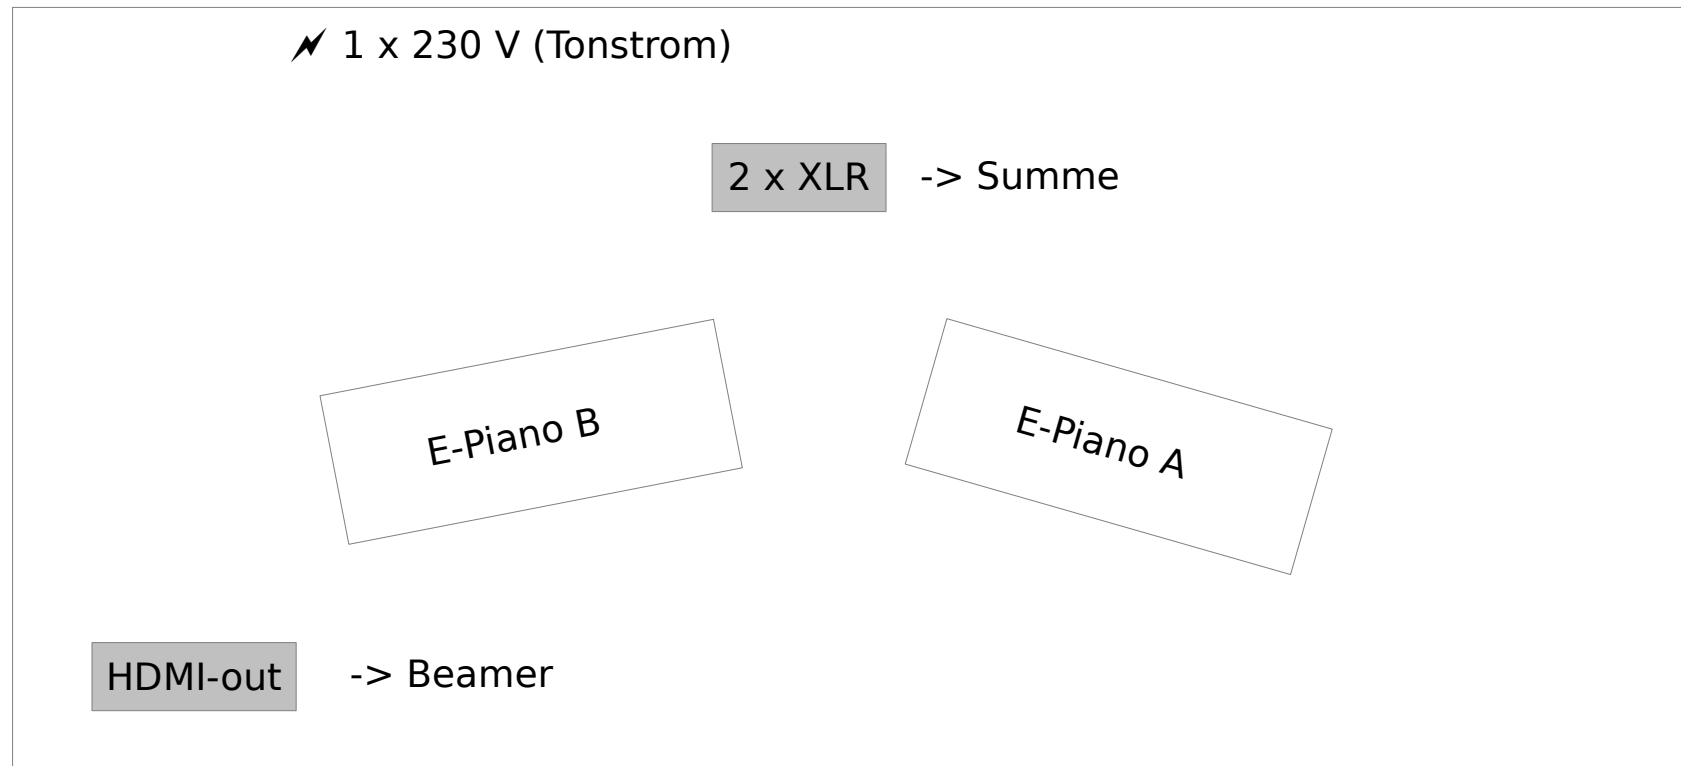 1 x 230 V (Tonstrom)
2 x XLR -> Summe
E-Piano B
E-Piano A
HDMI-out -> Beamer